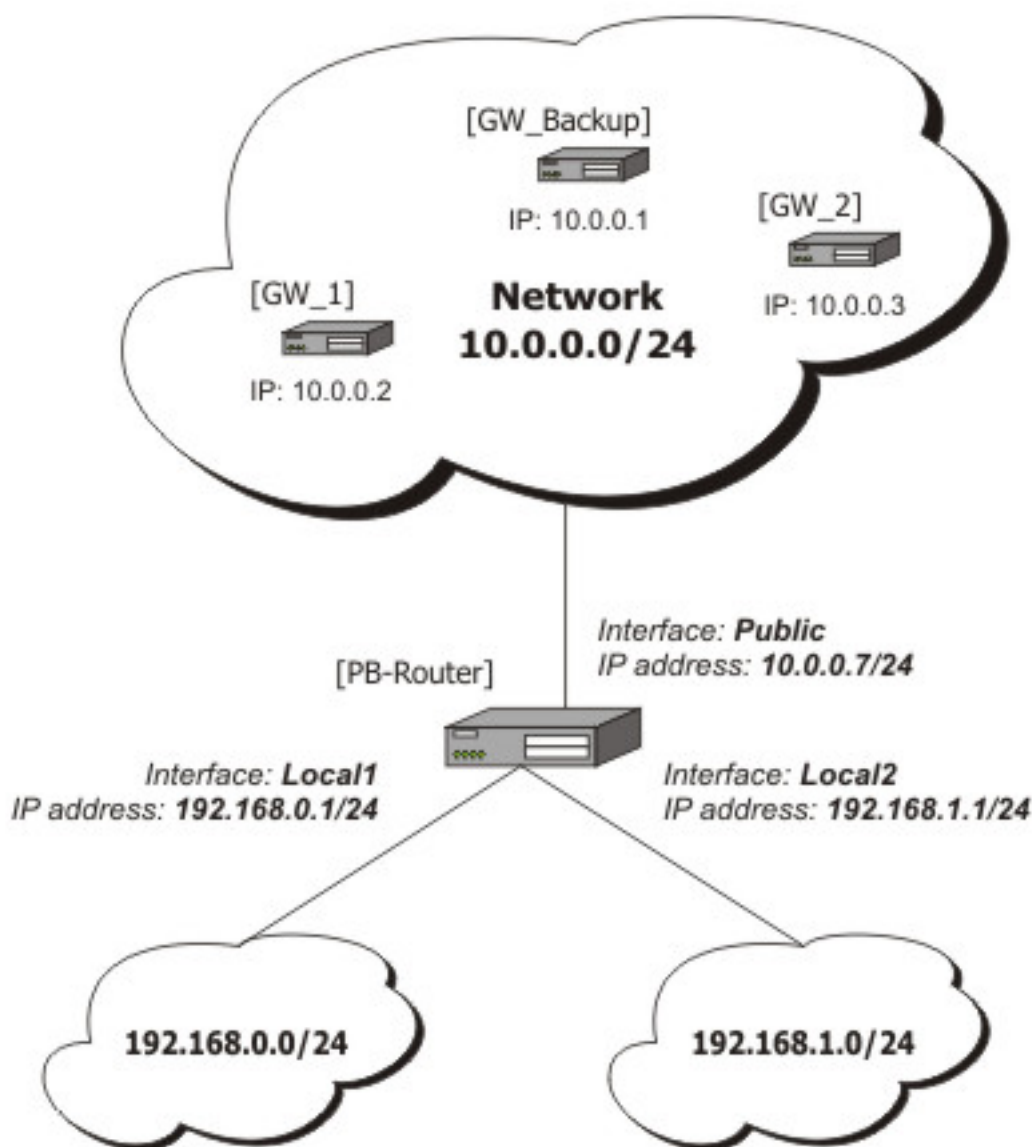 [GW_Backup]
IP: 10.0.0.1
[GW_2]
IP: 10.0.0.3
[GW_1]
IP: 10.0.0.2
Network
10.0.0.0/24
Interface: Public
IP address: 10.0.0.7/24
[PB-Router]
Interface: Local1
IP address: 192.168.0.1/24
Interface: Local2
IP address: 192.168.1.1/24
192.168.0.0/24
192.168.1.0/24